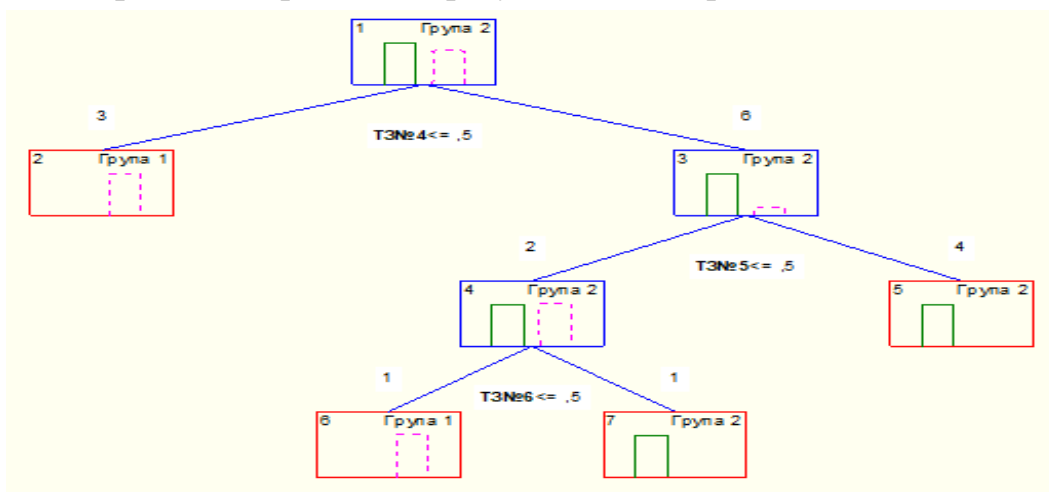 1 Група 2
3
6
ТЗ№4<= ,5
2 Група 1
3 Група 2
2
4
ТЗ№5<= ,5
4 Група 2
5 Група 2
1
1
ТЗ№6<= ,5
6 Група 1
7 Група 2